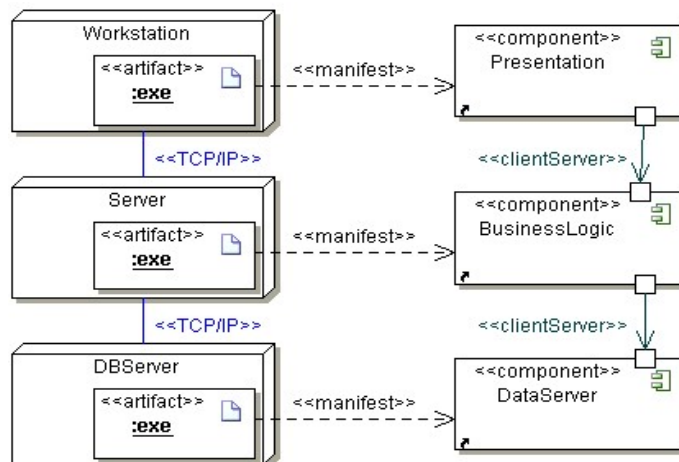 Workstation
<<artifact>>
:exe
<<manifest>>
<<component>>
Presentation
<<TCP/IP>>
<<clientServer>>
Server
<<artifact>>
:exe
<<manifest>>
<<component>>
BusinessLogic
<<TCP/IP>>
<<clientServer>>
DBServer
<<artifact>>
:exe
<<manifest>>
<<component>>
DataServer